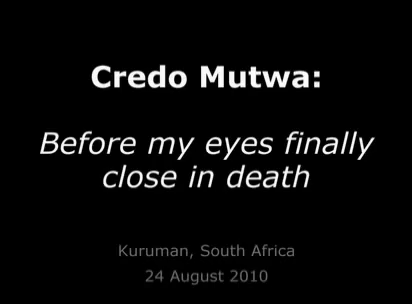 Credo Mutwa:
Before my eyes finally
close in death
Kuruman, South Africa
24 August 2010